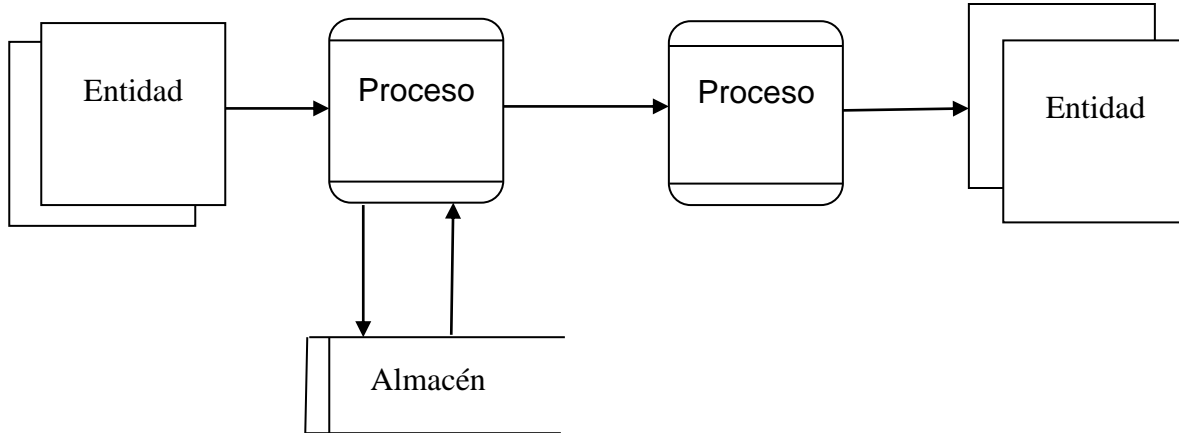 Entidad
Proceso
Proceso
Entidad
Almacén